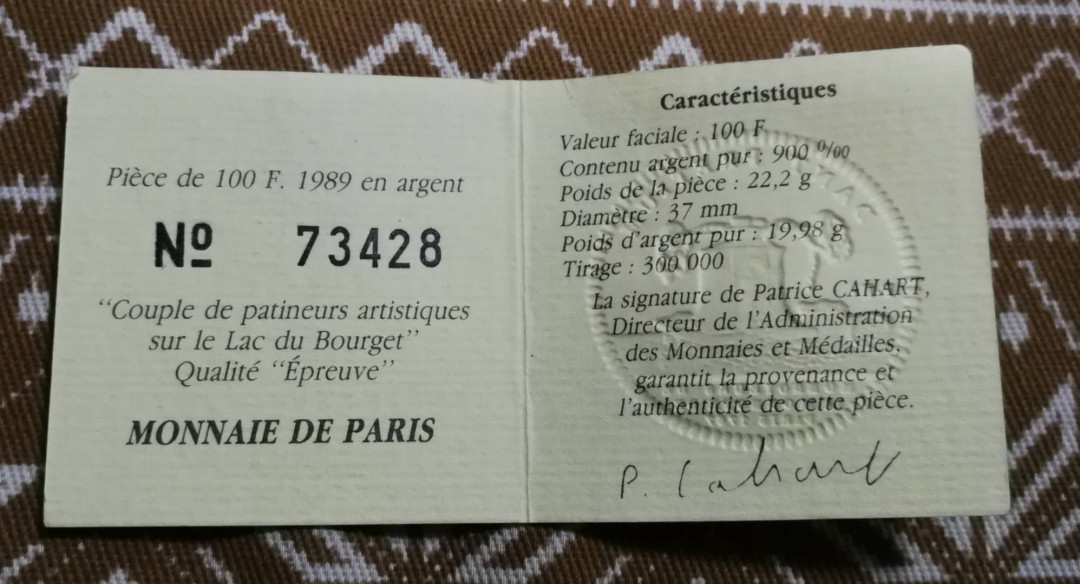 Pièce de 100 F. 1989 en argent
Nº 73428
“Couple de patineurs artistiques
sur le Lac du Bourget”
Qualité “Épreuve”
MONNAIE DE PARIS
Caractéristiques
Valeur faciale : 100 F
Contenu argent pur : 900 º/ºº
Poids de la pièce : 22,2 g
Diamètre : 37 mm
Poids d'argent pur : 19,98 g
Tirage : 300 000
La signature de Patrice CAHART,
Directeur de l'Administration
des Monnaies et Médailles,
garantit la provenance et
l'authenticité de cette pièce.
P. Cahart